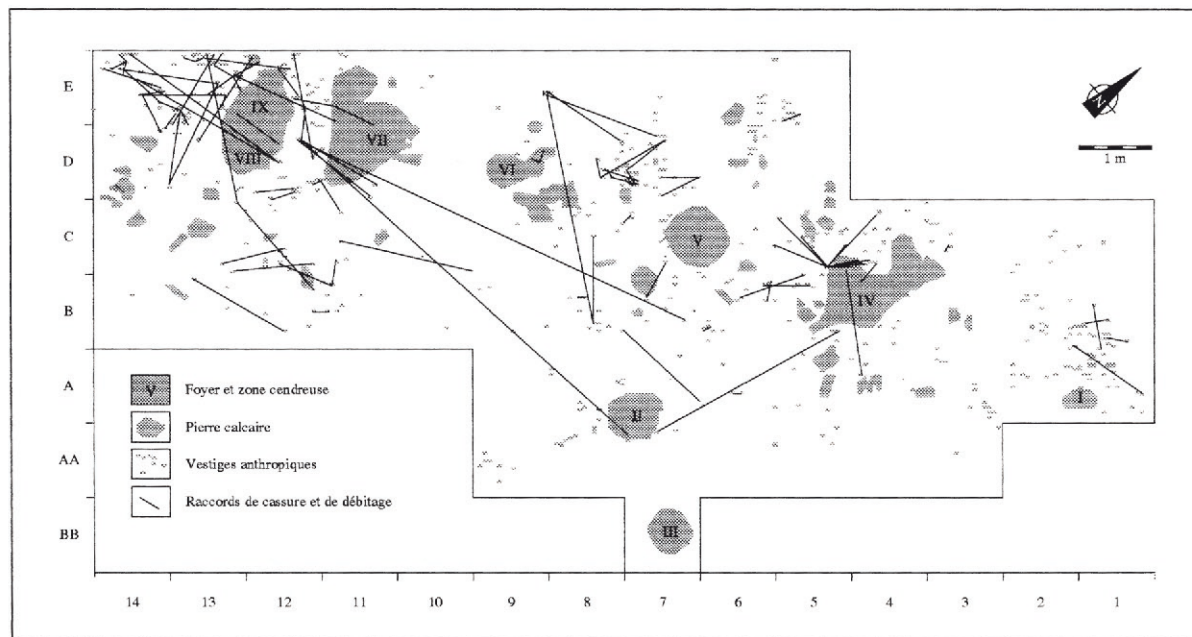 E
IX
N
VII
D
VIII
VI
1 m
C
V
IV
B
A
V Foyer et zone cendreuse
II
I
Pierre calcaire
AA
Vestiges anthropiques
Raccords de cassure et de débitage
BB
III
14 13 12 11 10 9 8 7 6 5 4 3 2 1